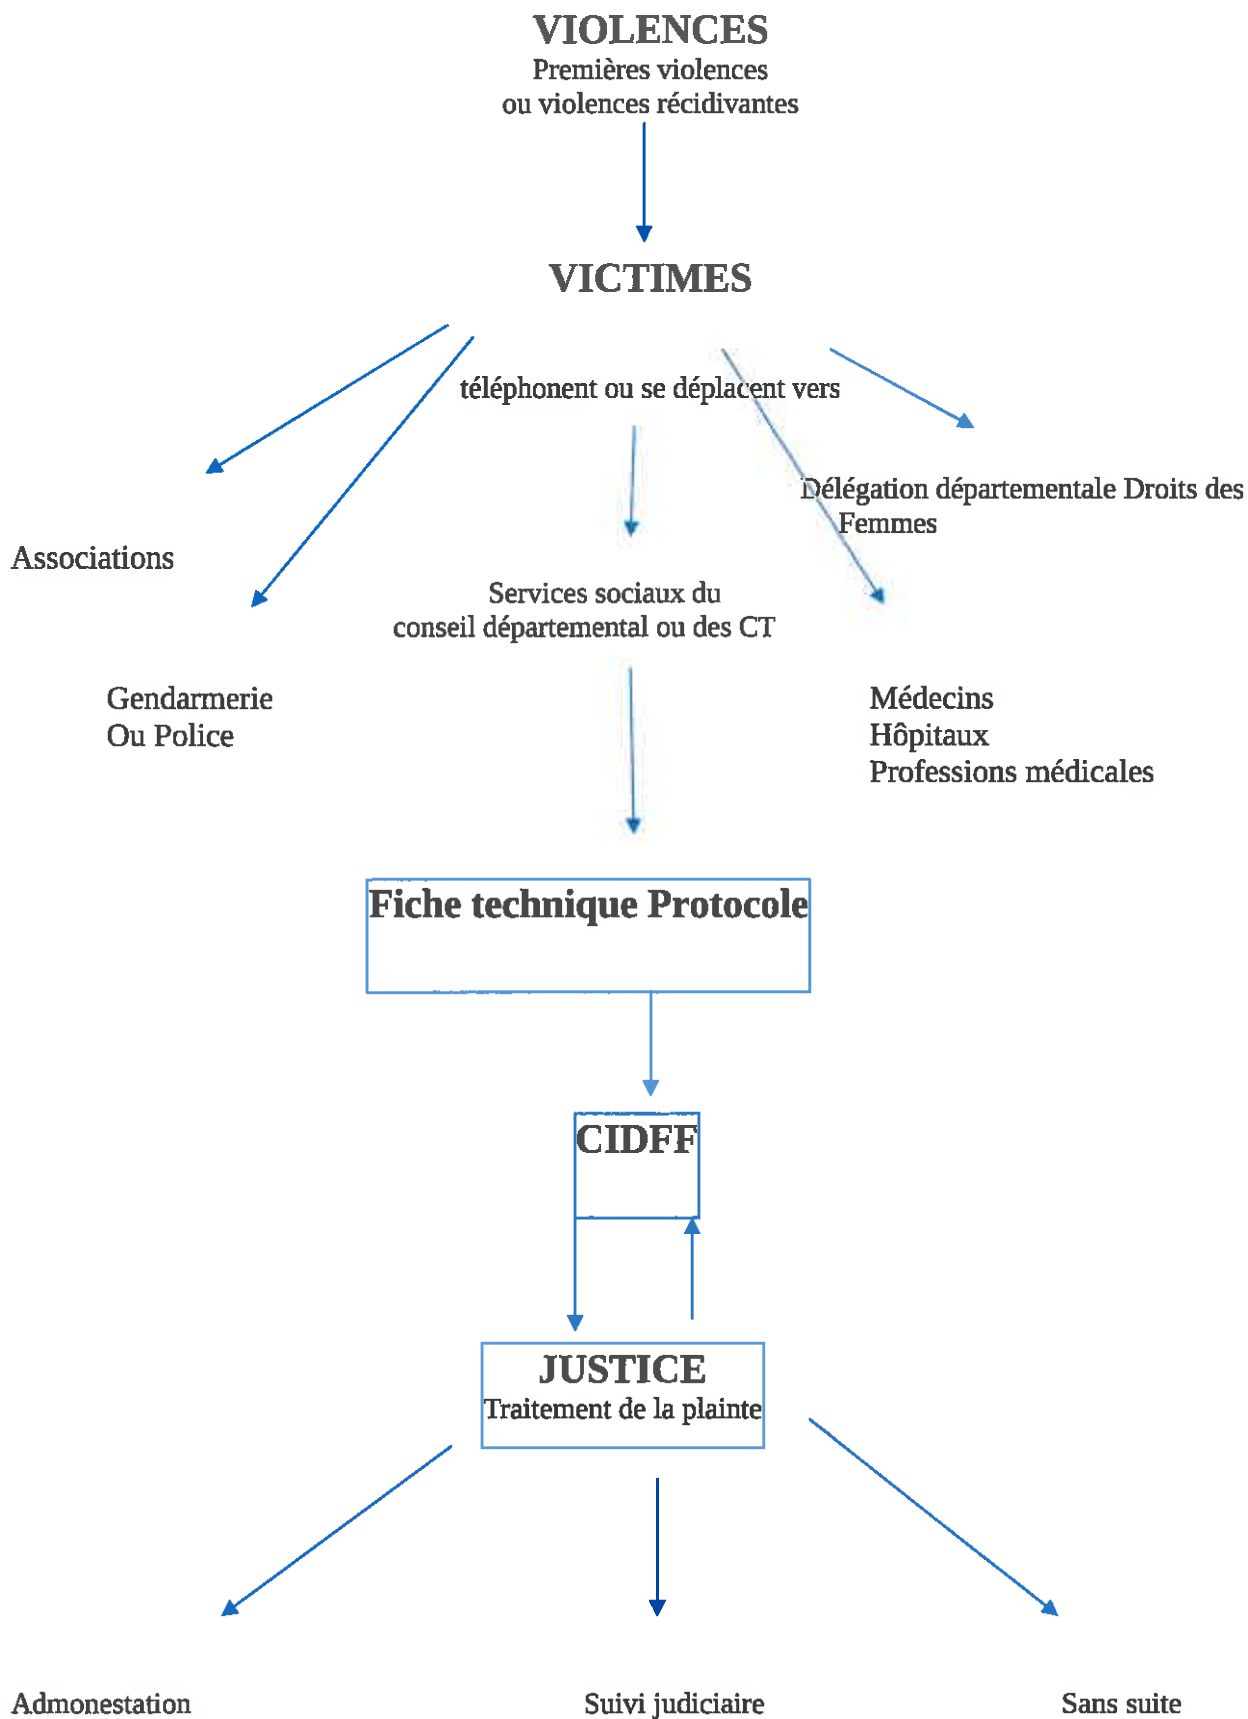 VIOLENCES
Premières violences
ou violences récidivantes
VICTIMES
téléphonent ou se déplacent vers
Délégation départementale Droits des
Femmes
Associations
Services sociaux du
conseil départemental ou des CT
Gendarmerie
Ou Police
Médecins
Hôpitaux
Professions médicales
Fiche technique Protocole
CIDFF
JUSTICE
Traitement de la plainte
Admonestation
Suivi judiciaire
Sans suite